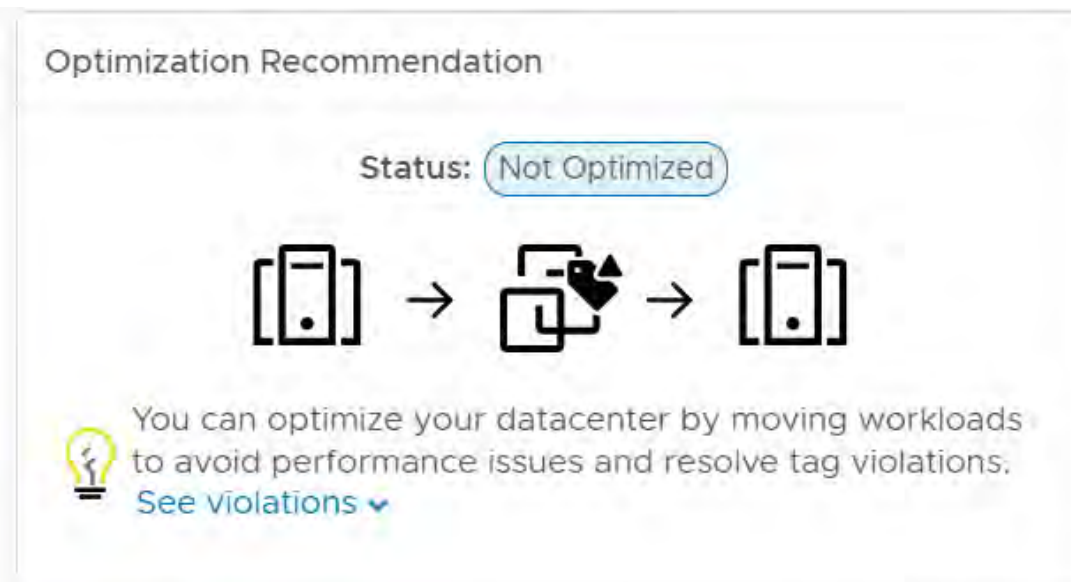 Optimization Recommendation
Status: Not Optimized
You can optimize your datacenter by moving workloads
to avoid performance issues and resolve tag violations.
See violations